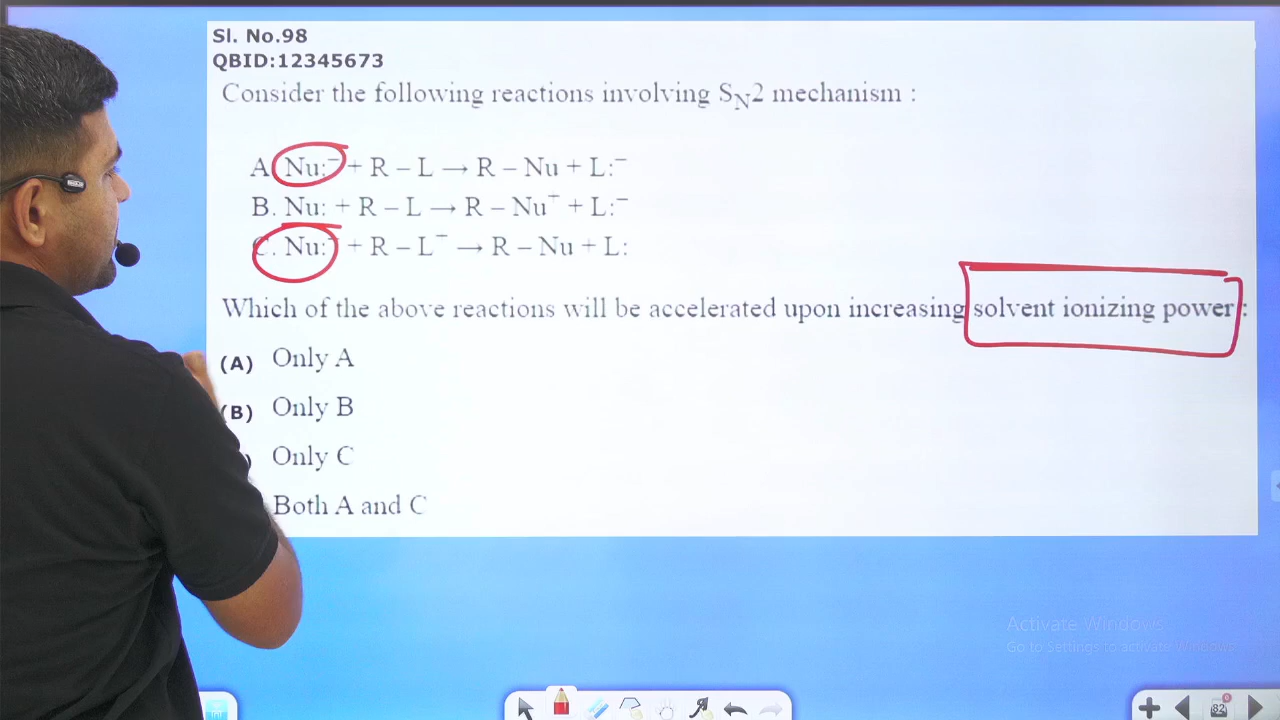 Sl. No.98
QBID:12345673
Consider the following reactions involving SN2 mechanism :
A Nu:⁻ + R – L → R – Nu + L:⁻
B. Nu: + R – L → R – Nu⁺ + L:⁻
C. Nu: + R – L⁻ → R – Nu + L:
Which of the above reactions will be accelerated upon increasing solvent ionizing power :
(A) Only A
(B) Only B
) Only C
Both A and C
Activate Windows
Go to Settings to activate Windows.
82